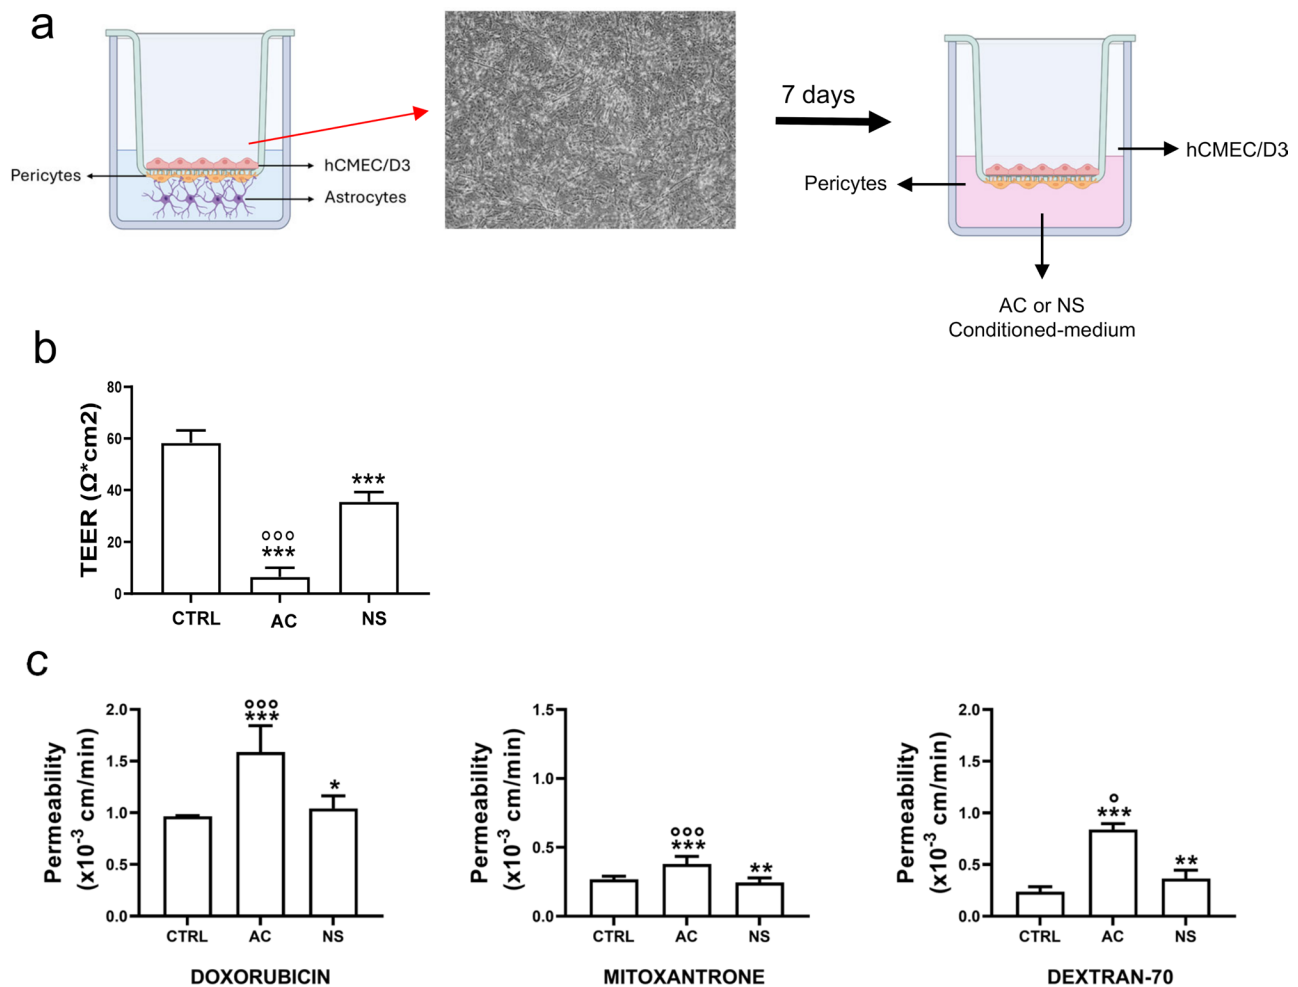 a
Pericytes
hCMEC/D3
Astrocytes
7 days
hCMEC/D3
Pericytes
AC or NS
Conditioned-medium
b
TEER (Ω*cm2)
80
60
40
20
0
***
°°°
***
CTRL
AC
NS
c
Permeability
(x10-3 cm/min)
2.0
1.5
1.0
0.5
0.0
°°°
***
*
CTRL
AC
NS
DOXORUBICIN
Permeability
(x10-3 cm/min)
1.5
1.0
0.5
0.0
°°°
***
**
CTRL
AC
NS
MITOXANTRONE
Permeability
(x10-3 cm/min)
2.0
1.5
1.0
0.5
0.0
°
***
**
CTRL
AC
NS
DEXTRAN-70